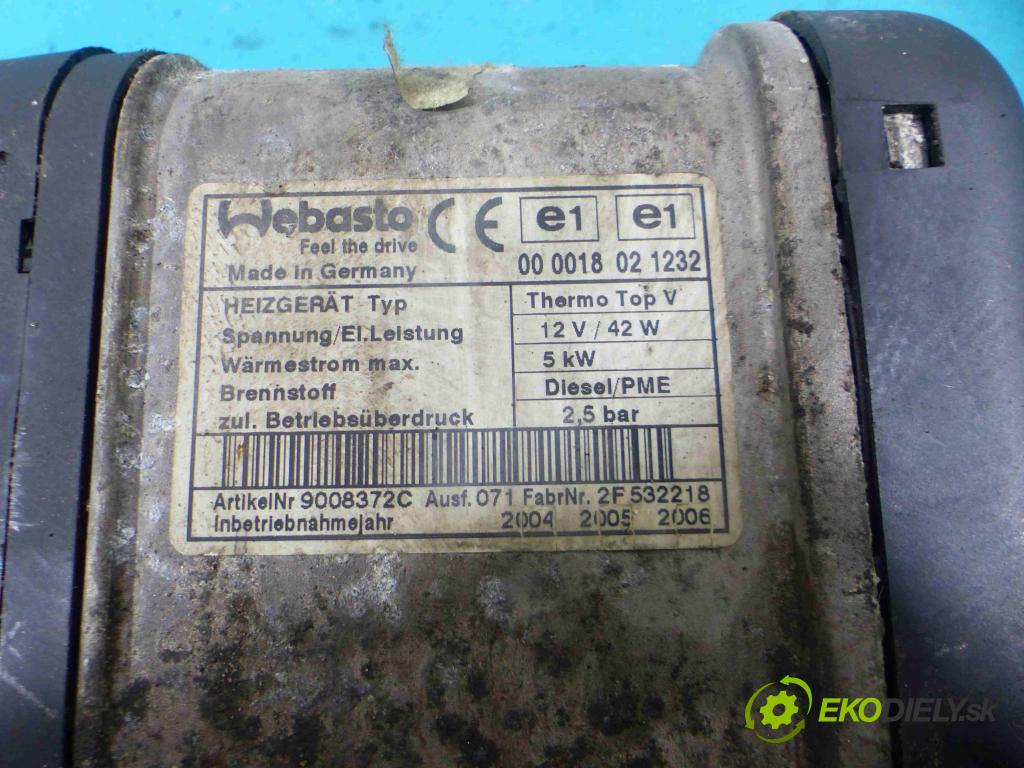 Webasto
Feel the drive
CE e1 e1
Made in Germany 00 0018 02 1232
HEIZGERÄT Typ Thermo Top V
Spannung/El.Leistung 12 V / 42 W
Wärmestrom max. 5 kW
Brennstoff Diesel/PME
zul. Betriebsüberdruck 2,5 bar
ArtikelNr 9008372C Ausf. 071 FabrNr. 2F 532218
Inbetriebnahmejahr 2004 2005 2006
EKODIELY.sk